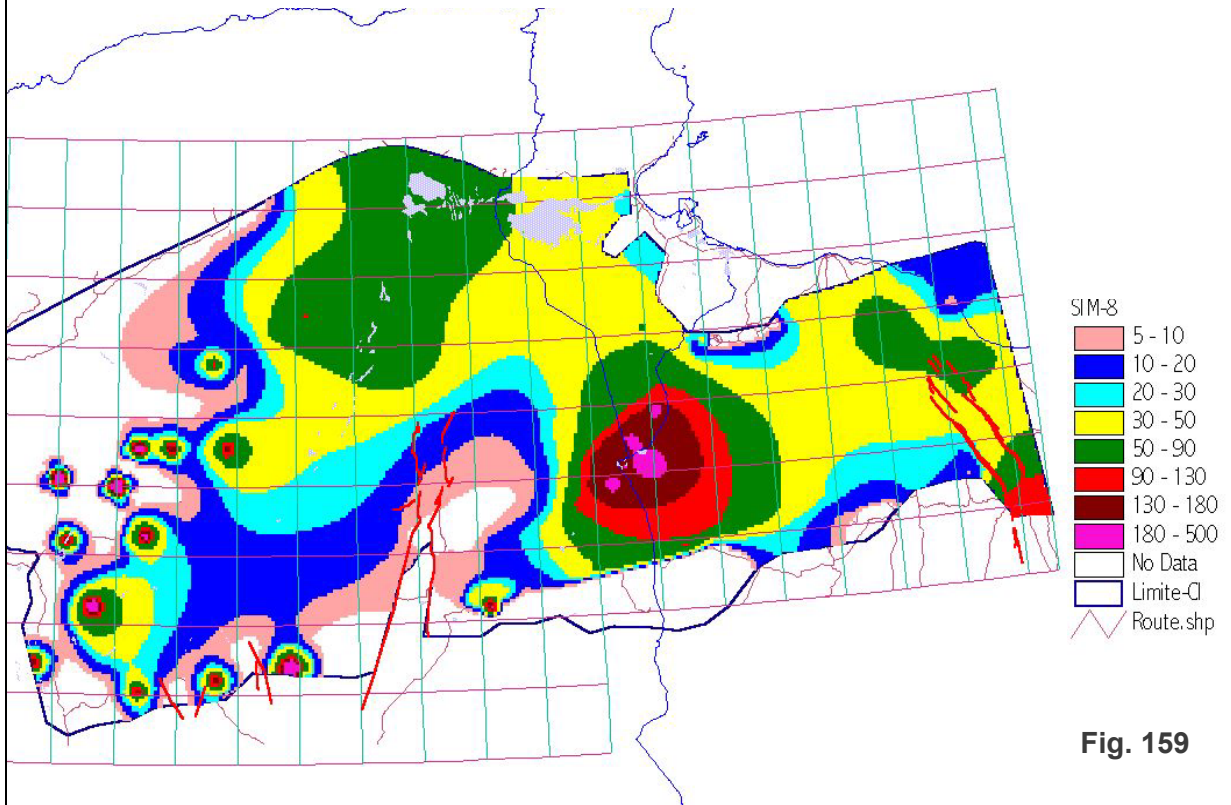 SIM-8
5 - 10
10 - 20
20 - 30
30 - 50
50 - 90
90 - 130
130 - 180
180 - 500
No Data
Limite-CI
Route.shp
Fig. 159